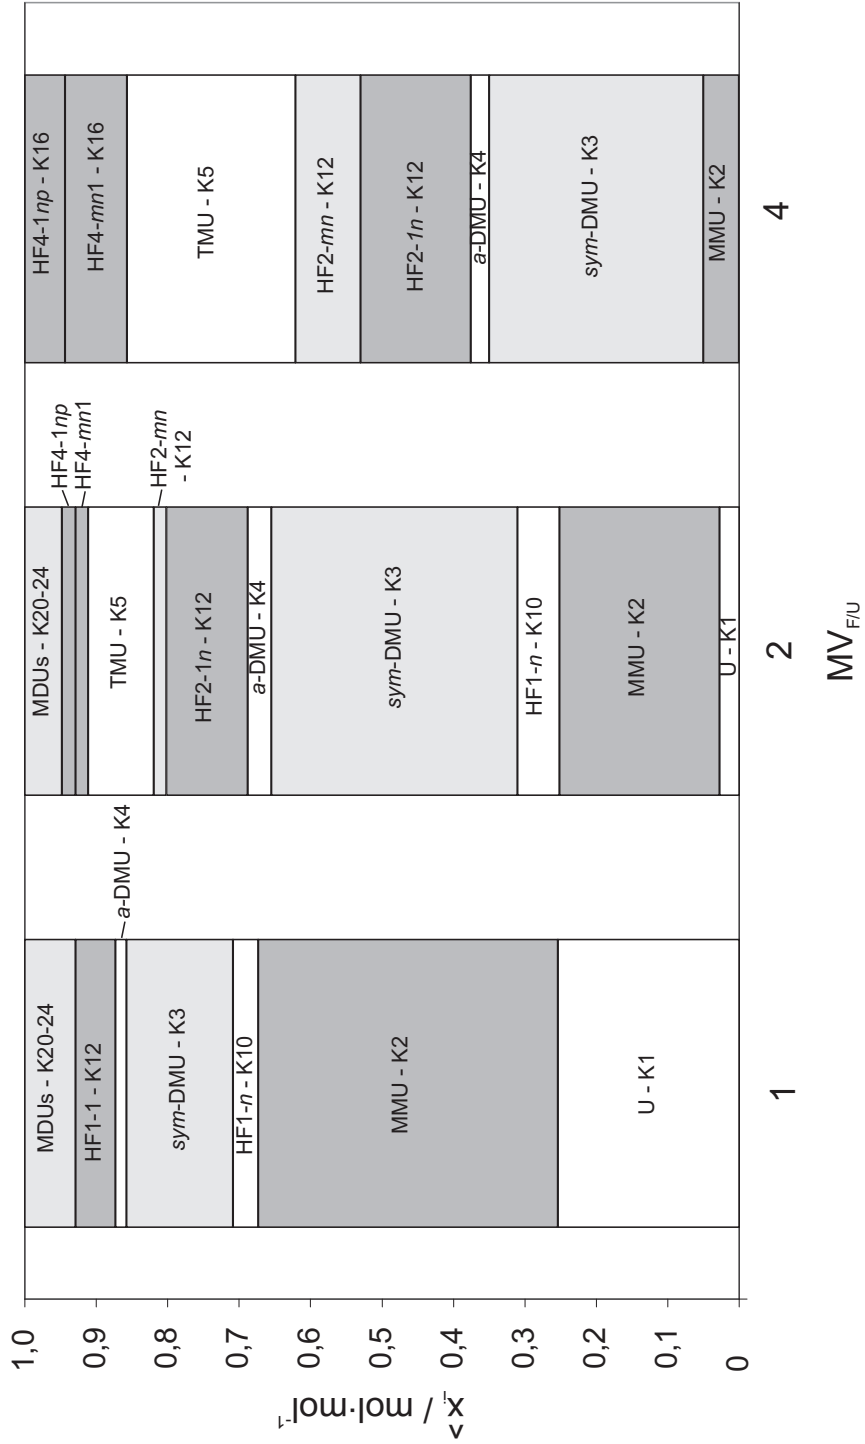 1,0
0,9
0,8
0,7
0,6
0,5
0,4
0,3
0,2
0,1
0
x̂ᵢ / mol·mol⁻¹
MDUs - K20-24
HF1-1 - K12
a-DMU - K4
sym-DMU - K3
HF1-n - K10
MMU - K2
U - K1
1
MDUs - K20-24
HF4-1np
HF4-mn1
TMU - K5
HF2-mn
- K12
HF2-1n - K12
a-DMU - K4
sym-DMU - K3
HF1-n - K10
MMU - K2
U - K1
2
HF4-1np - K16
HF4-mn1 - K16
TMU - K5
HF2-mn - K12
HF2-1n - K12
a-DMU - K4
sym-DMU - K3
MMU - K2
4
MV F/U